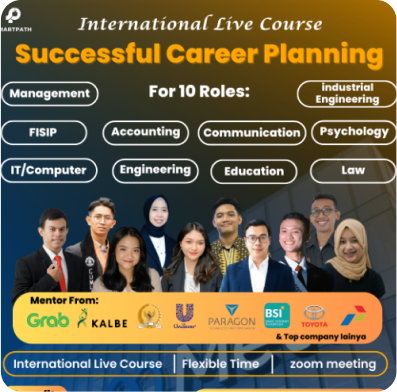 International Live Course
Successful Career Planning
For 10 Roles:
Management
industrial
Engineering
FISIP
Accounting
Communication
Psychology
IT/Computer
Engineering
Education
Law
Mentor From:
Grab
KALBE
Unilever
PARAGON
BSI
TOYOTA
& Top company lainya
International Live Course
Flexible Time
zoom meeting